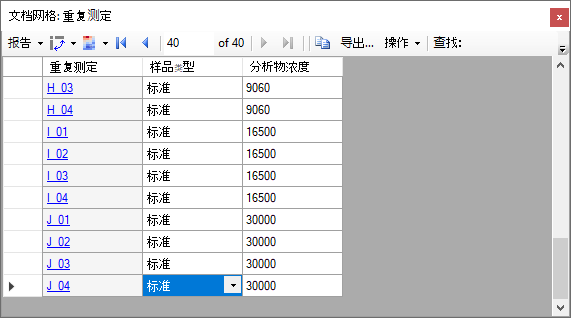 文档网格: 重复测定
报告 40 of 40 导出... 操作 查找:
重复测定 样品类型 分析物浓度
H_03 标准 9060
H_04 标准 9060
I_01 标准 16500
I_02 标准 16500
I_03 标准 16500
I_04 标准 16500
J_01 标准 30000
J_02 标准 30000
J_03 标准 30000
J_04 标准 30000